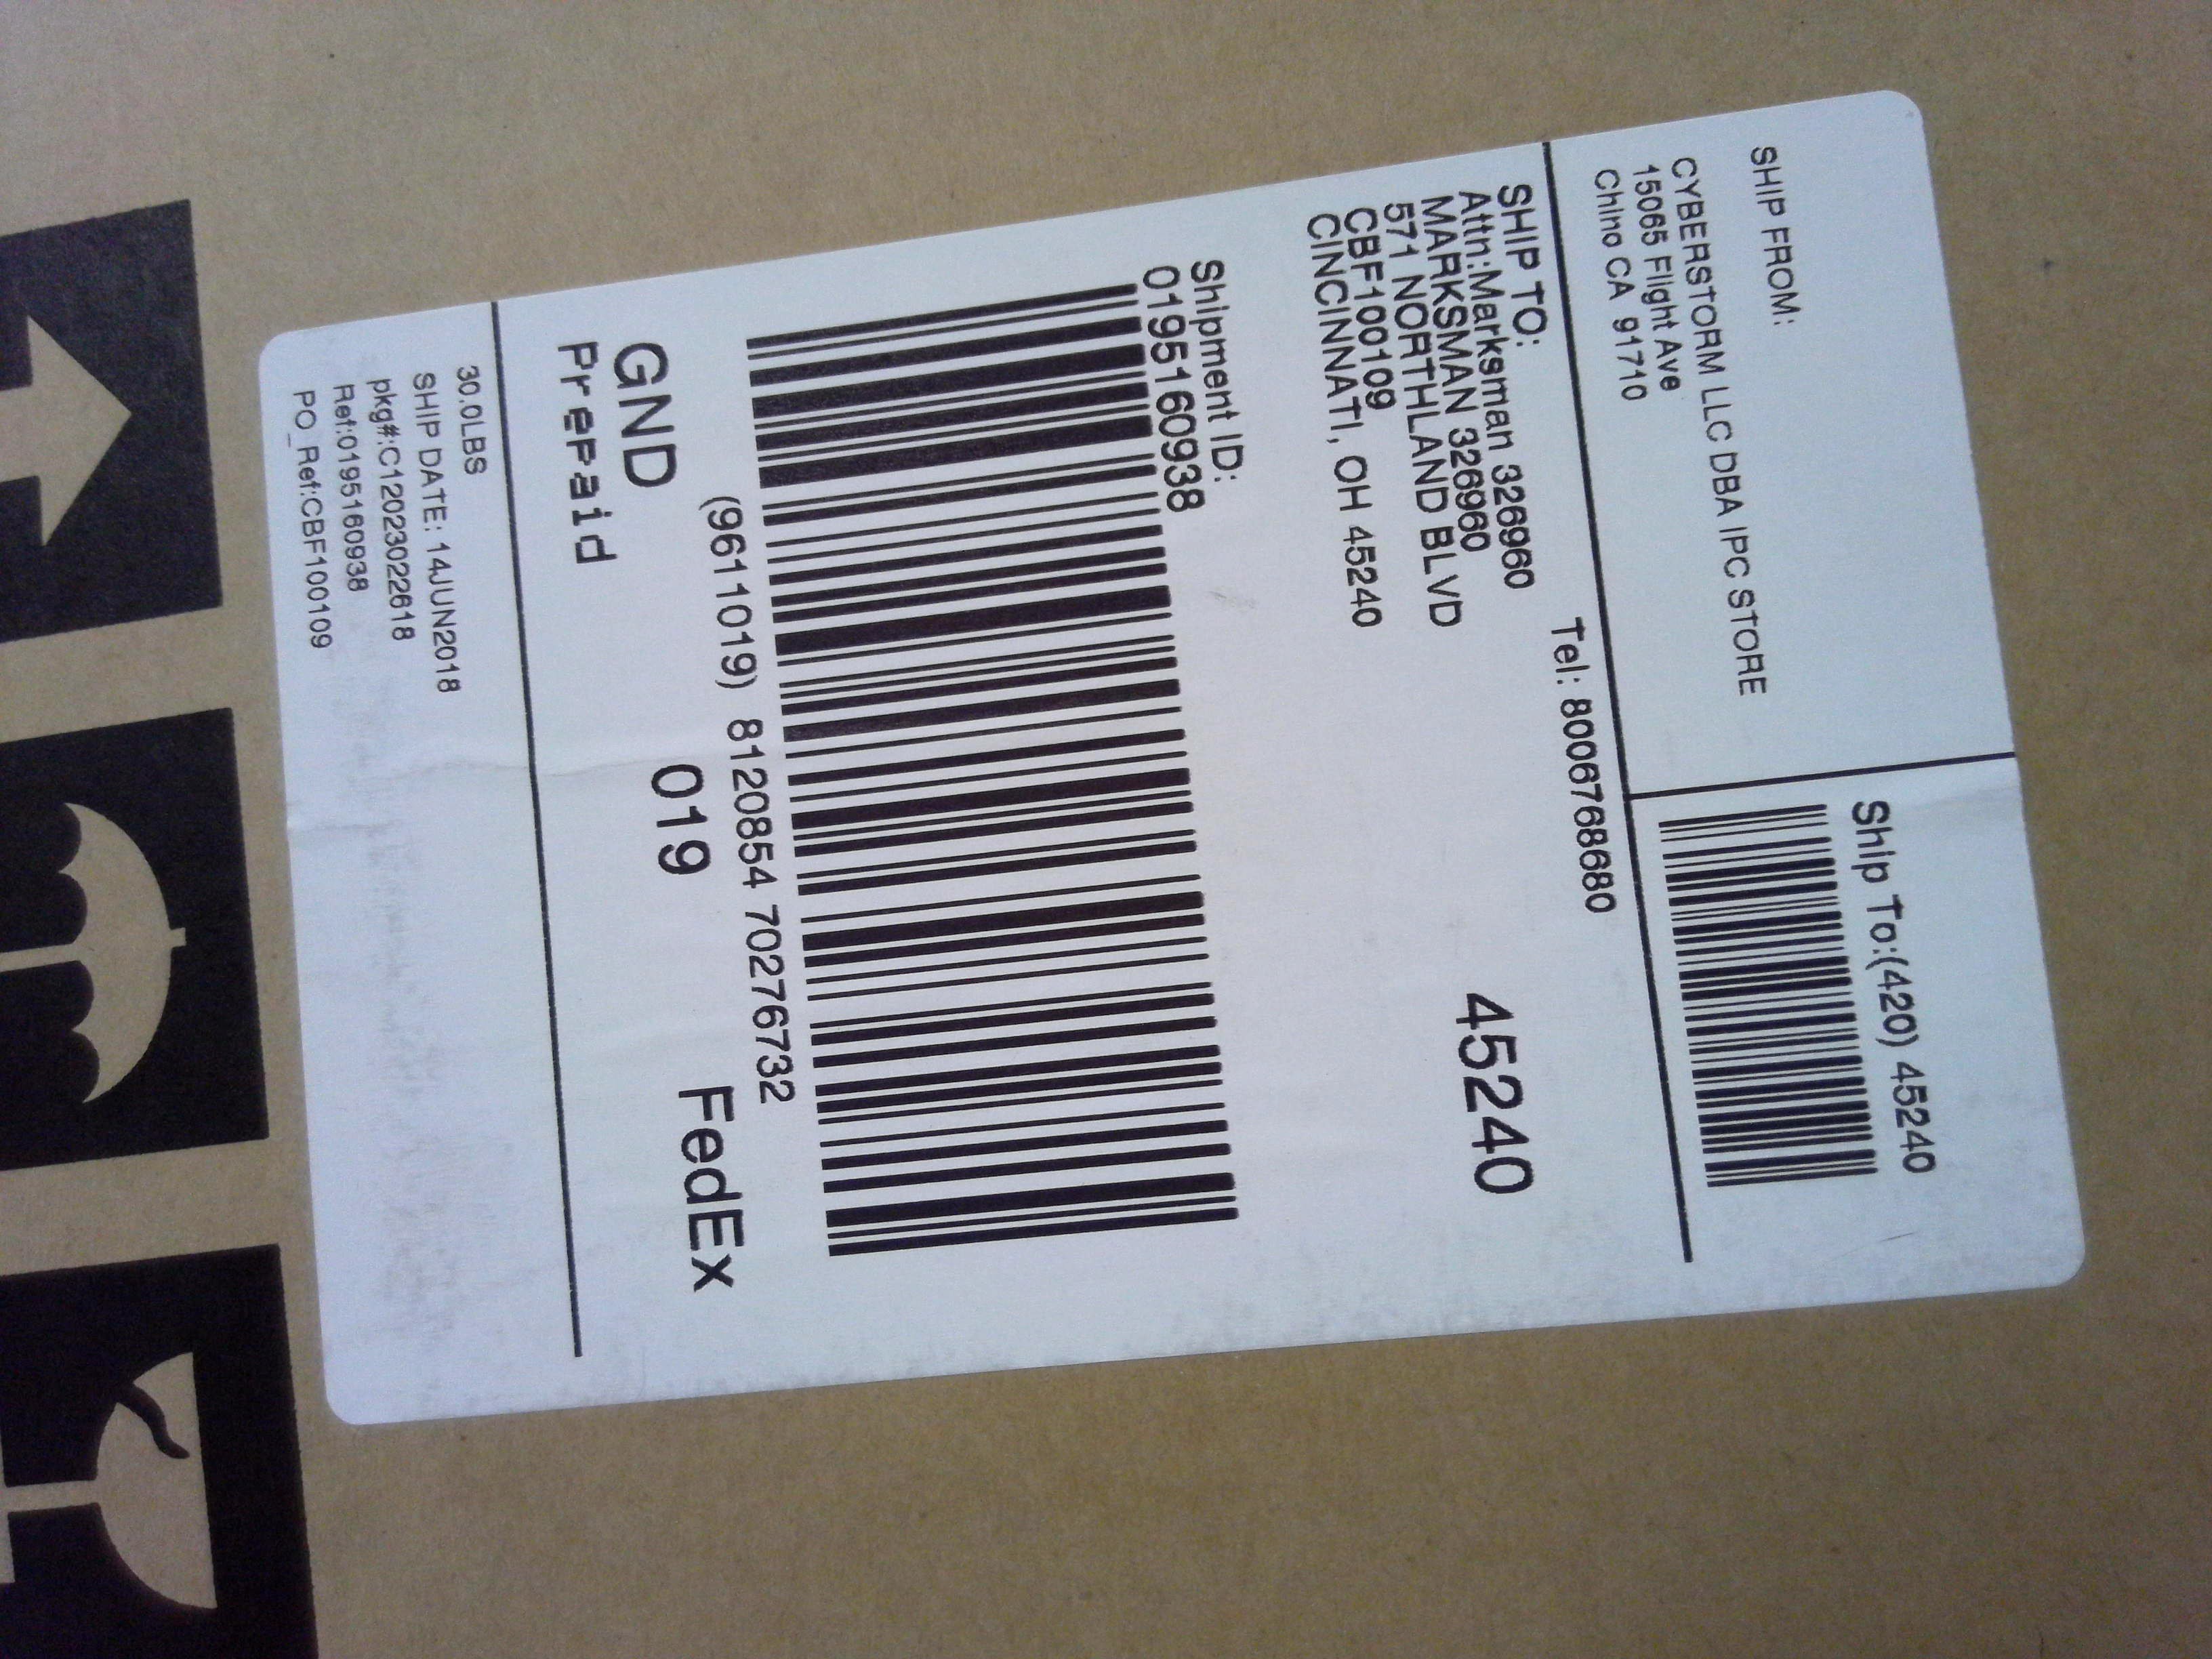 SHIP FROM:
CYBERSTORM LLC DBA IPC STORE
15065 Flight Ave
Chino CA 91710
Ship To:(420) 45240
Tel: 8006768680
SHIP TO:
Attn:Marksman 326960
MARKSMAN 326960
571 NORTHLAND BLVD
CBF100109
CINCINNATI, OH 45240
45240
Shipment ID:
0195160938
(9611019) 8120854 70276732
GND
Prepaid
019
FedEx
30.0LBS
SHIP DATE: 14JUN2018
pkg#:C12023022618
Ref:0195160938
PO_Ref:CBF100109